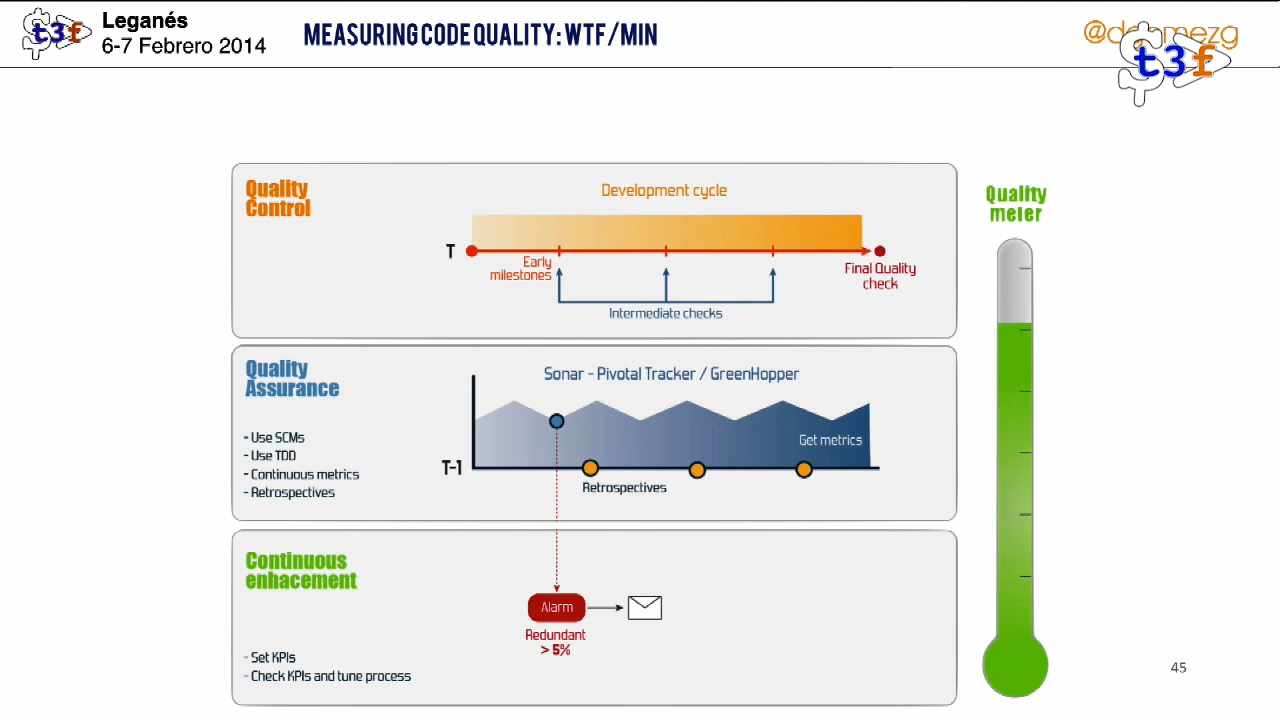 t3f
Leganés
6-7 Febrero 2014
MEASURING CODE QUALITY: WTF/MIN
t3f
Quality
Control
Development cycle
T
Early
milestones
Intermediate checks
Final Quality
check
Quality
meter
Quality
Assurance
- Use SCMs
- Use TDD
- Continuous metrics
- Retrospectives
Sonar - Pivotal Tracker / GreenHopper
Get metrics
T-1
Retrospectives
Continuous
enhacement
- Set KPIs
- Check KPIs and tune process
Alarm
Redundant
> 5%
45